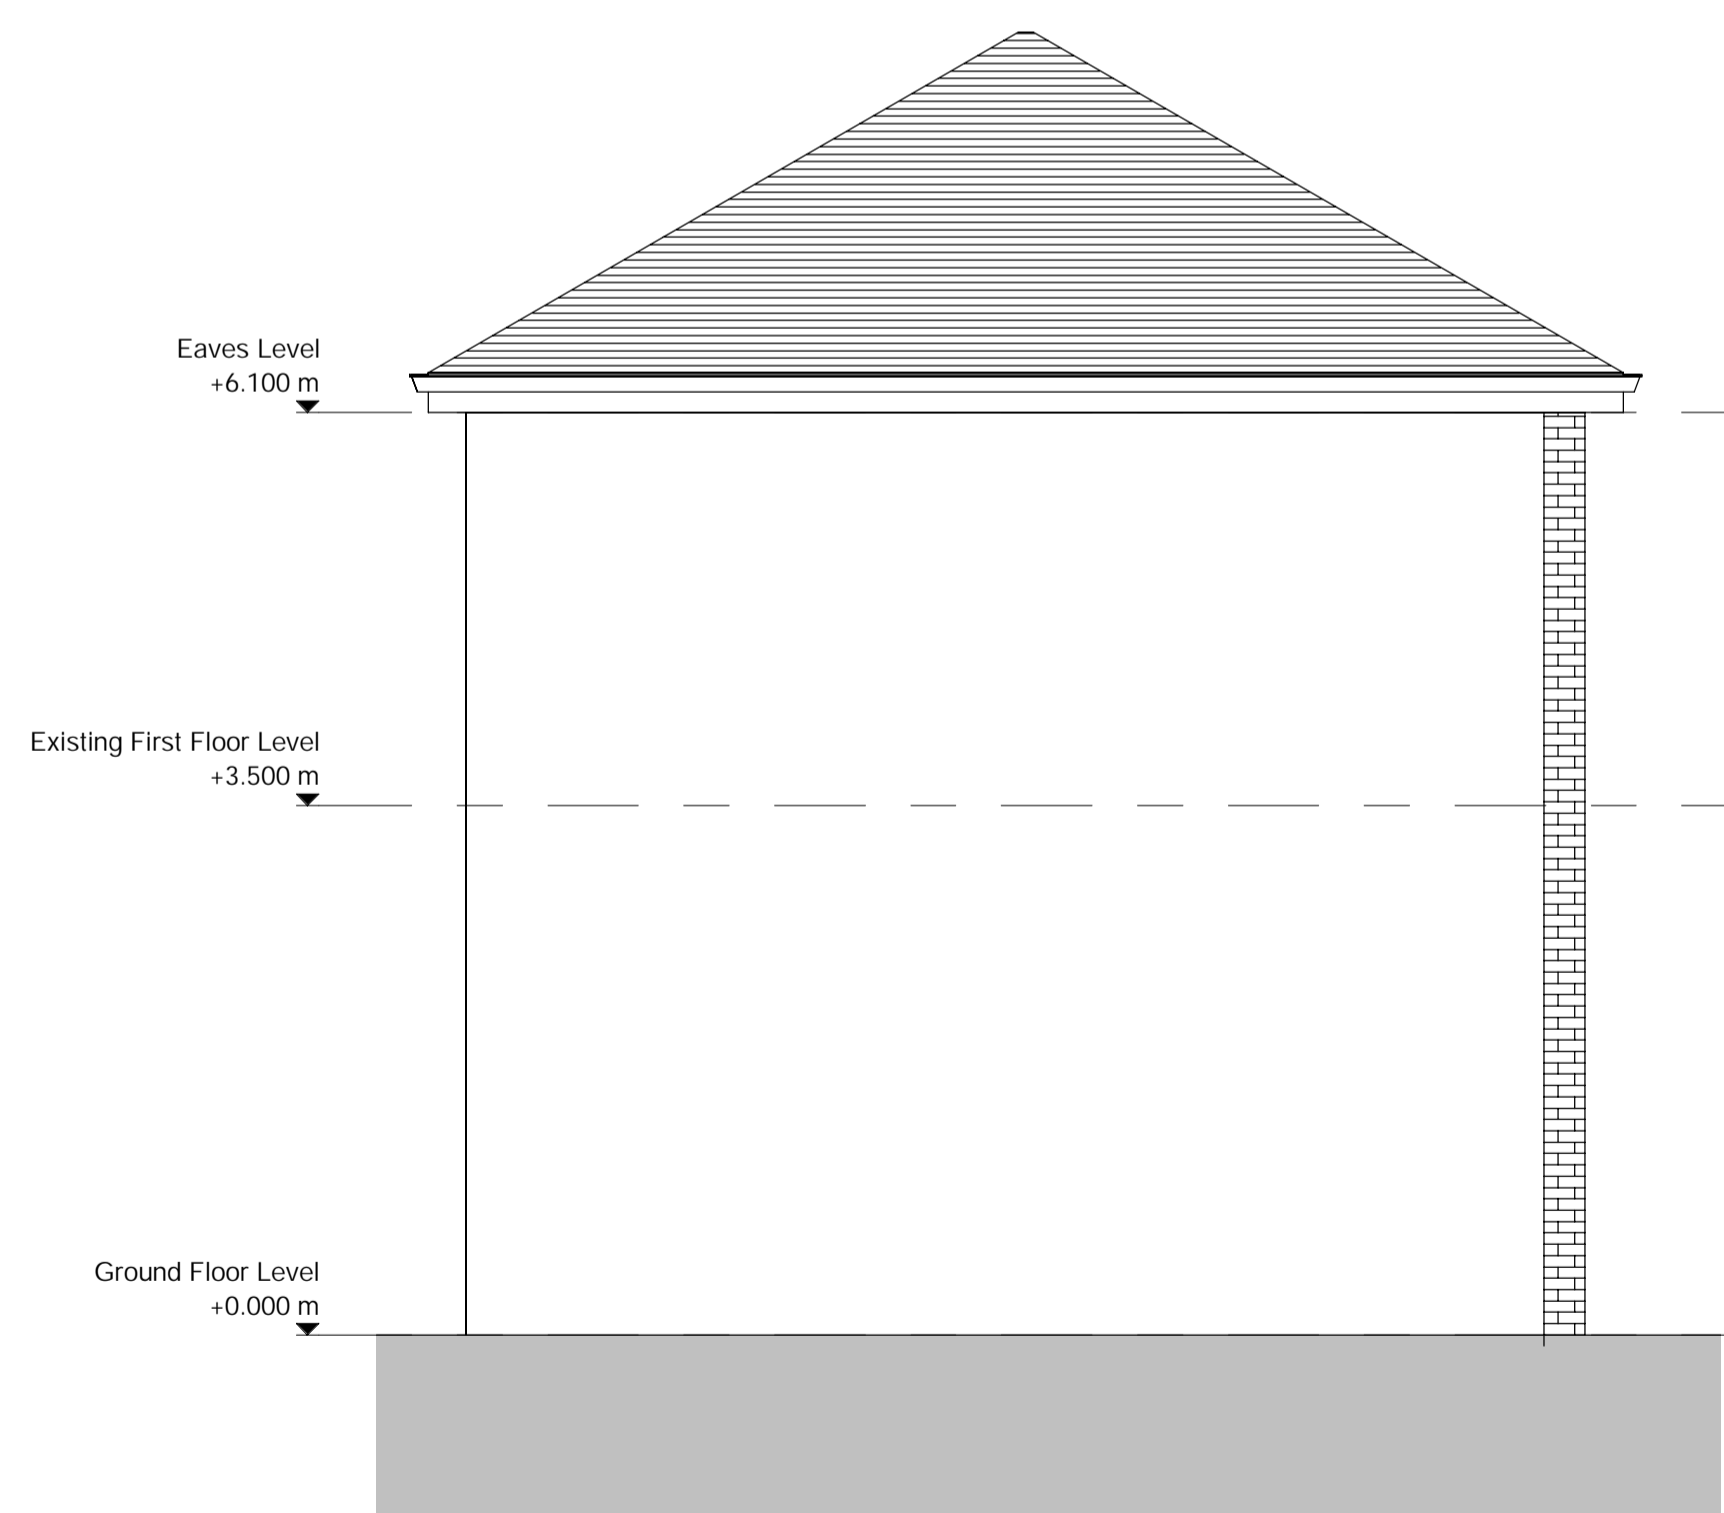 Eaves Level
+6.100 m
Existing First Floor Level
+3.500 m
Ground Floor Level
+0.000 m